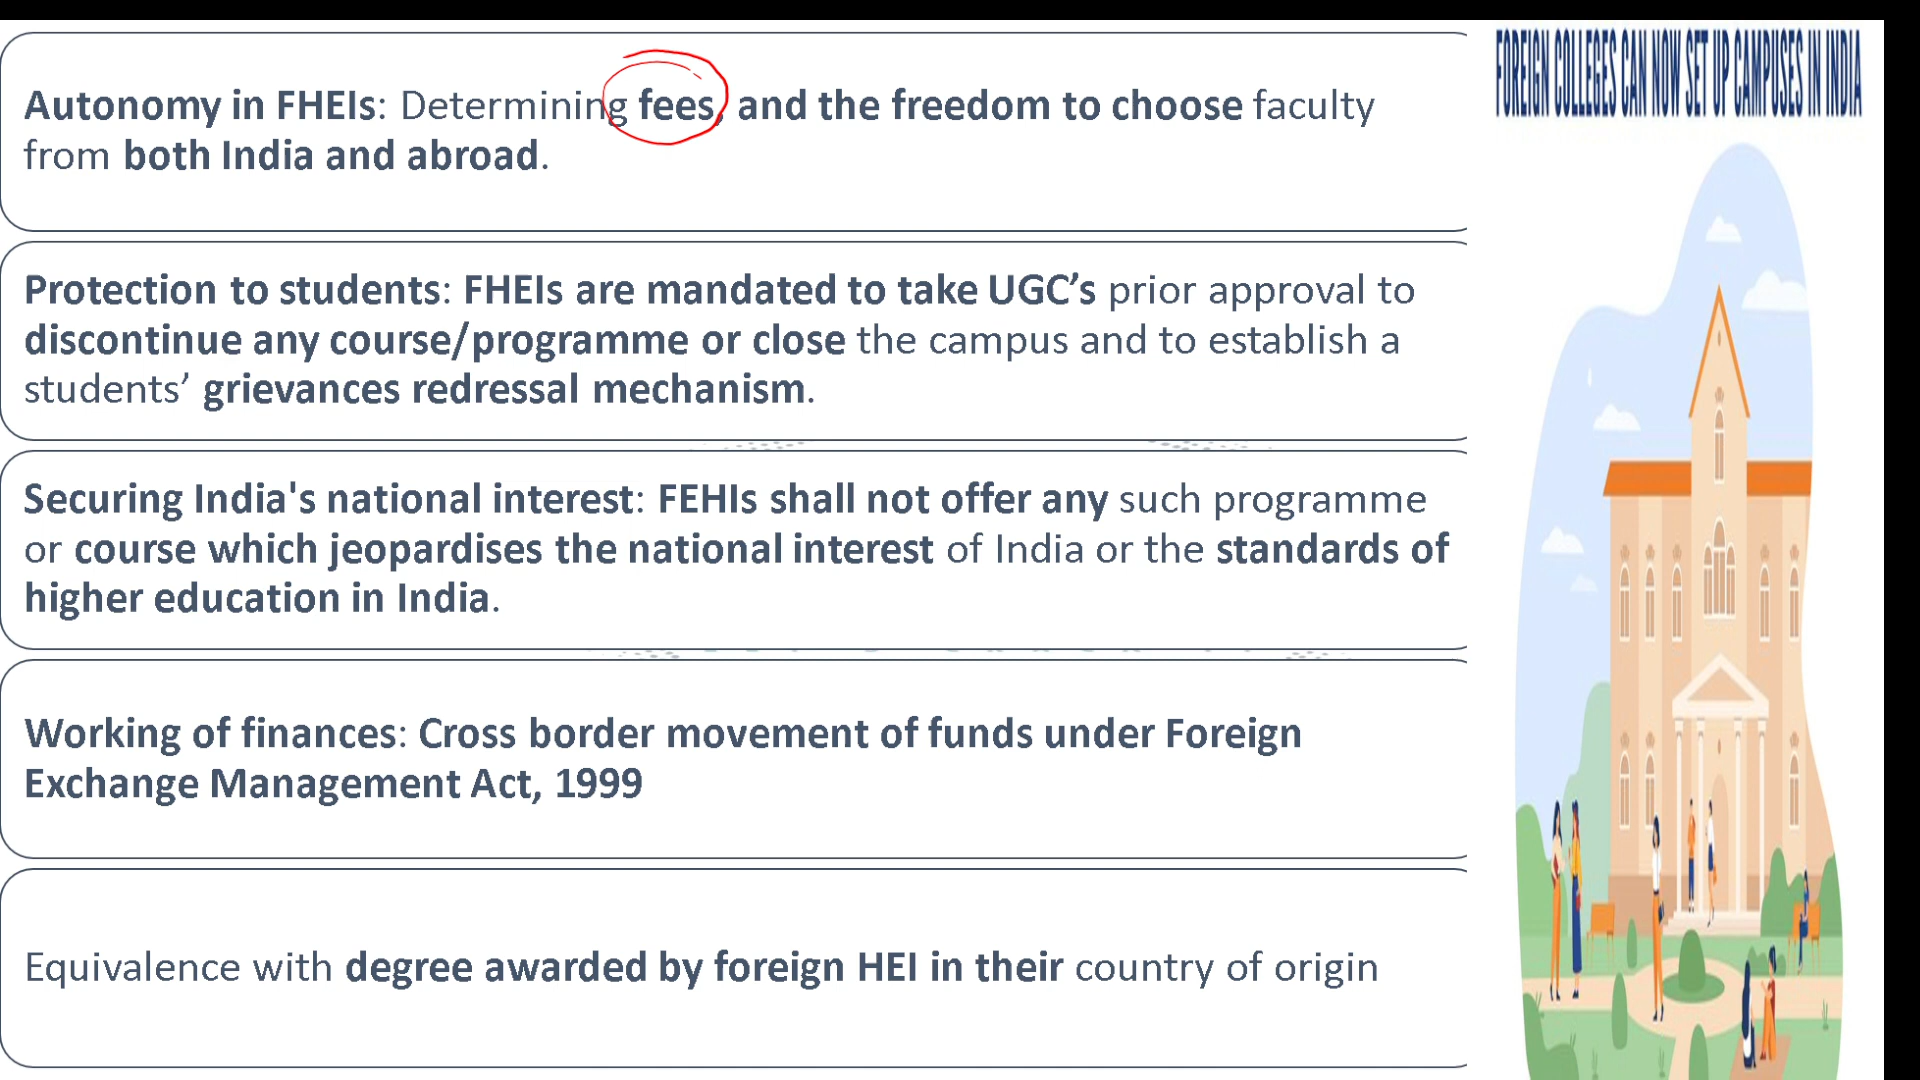 FOREIGN COLLEGES CAN NOW SET UP CAMPUSES IN INDIA
Autonomy in FHEIs: Determining fees, and the freedom to choose faculty
from both India and abroad.
Protection to students: FHEIs are mandated to take UGC’s prior approval to
discontinue any course/programme or close the campus and to establish a
students’ grievances redressal mechanism.
Securing India's national interest: FEHIs shall not offer any such programme
or course which jeopardises the national interest of India or the standards of
higher education in India.
Working of finances: Cross border movement of funds under Foreign
Exchange Management Act, 1999
Equivalence with degree awarded by foreign HEI in their country of origin